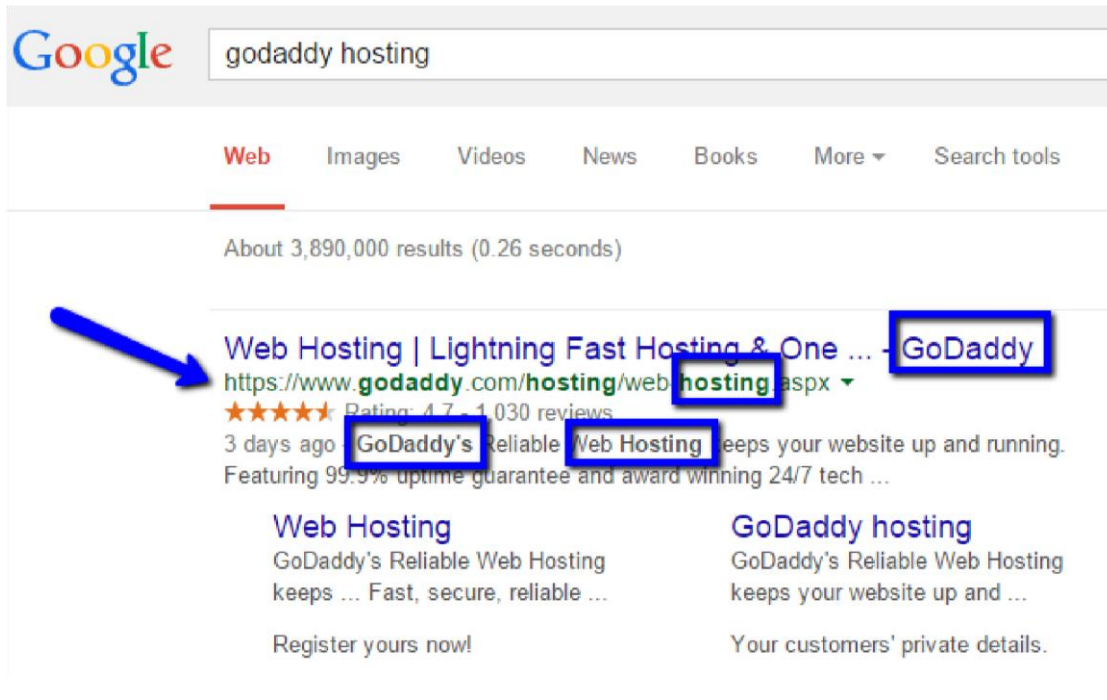 Google godaddy hosting
Web Images Videos News Books More Search tools
About 3,890,000 results (0.26 seconds)
Web Hosting | Lightning Fast Hosting & One ... - GoDaddy
https://www.godaddy.com/hosting/web-hosting.aspx
Rating: 4.7 - 1,030 reviews
3 days ago - GoDaddy's Reliable Web Hosting keeps your website up and running.
Featuring 99.9% uptime guarantee and award winning 24/7 tech ...
Web Hosting
GoDaddy's Reliable Web Hosting
keeps ... Fast, secure, reliable ...
Register yours now!
GoDaddy hosting
GoDaddy's Reliable Web Hosting
keeps your website up and ...
Your customers' private details.